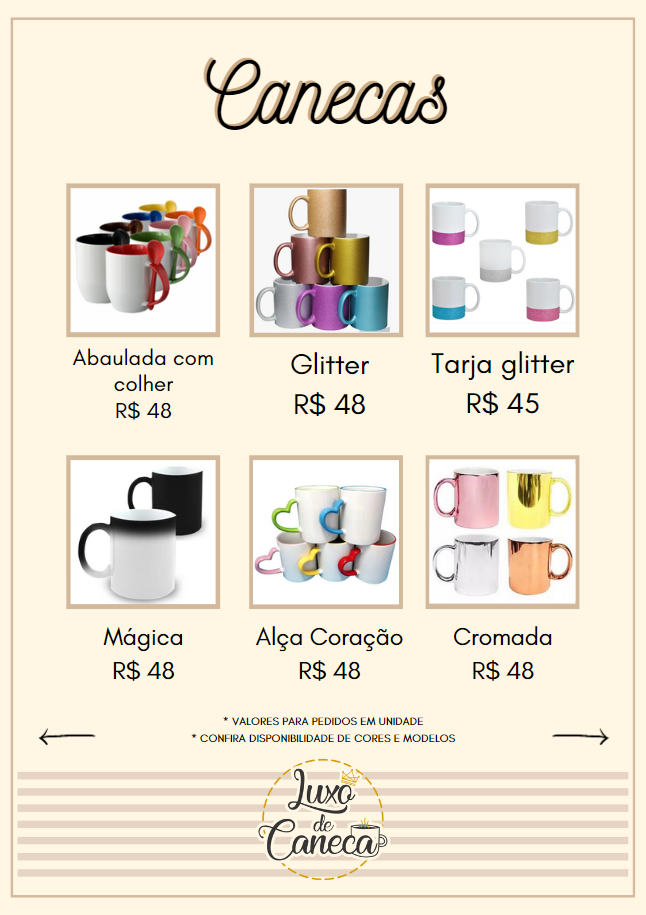 Canecas
Abaulada com
colher
R$ 48
Glitter
R$ 48
Tarja glitter
R$ 45
Mágica
R$ 48
Alça Coração
R$ 48
Cromada
R$ 48
* VALORES PARA PEDIDOS EM UNIDADE
* CONFIRA DISPONIBILIDADE DE CORES E MODELOS
Luxo
de
Caneca